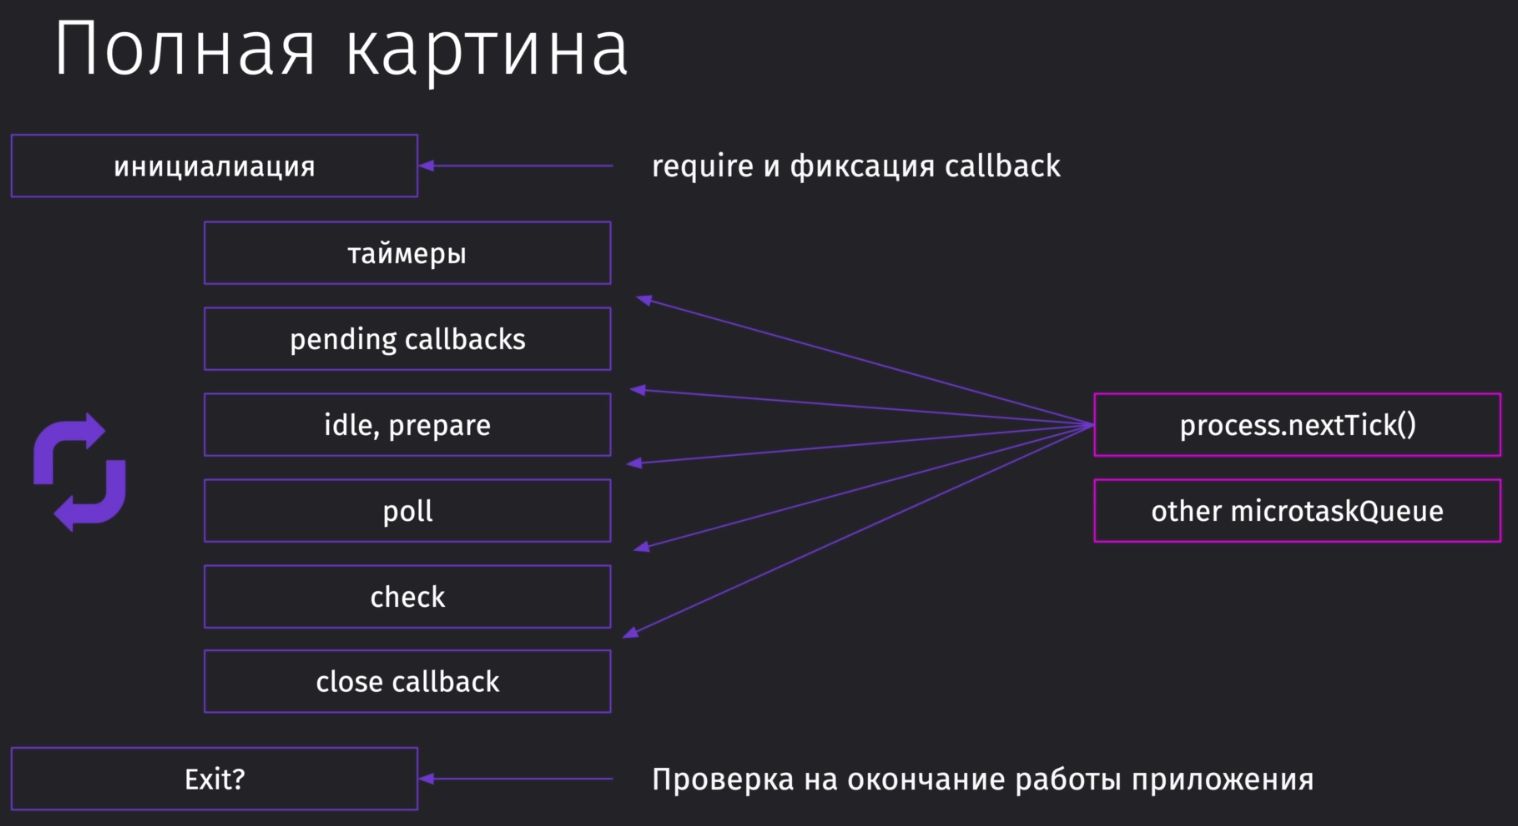 Полная картина
инициалиация
require и фиксация callback
таймеры
pending callbacks
idle, prepare
process.nextTick()
poll
other microtaskQueue
check
close callback
Exit?
Проверка на окончание работы приложения